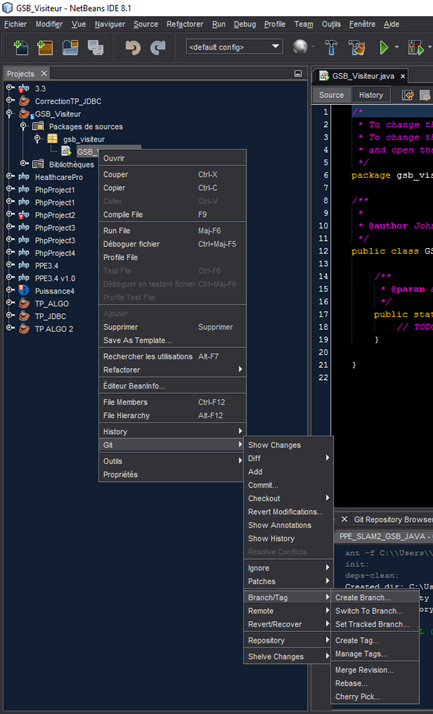 GSB_Visiteur - NetBeans IDE 8.1
Fichier Modifier Vue Naviguer Source Refactorer Run Debug Profile Team Outils Fenêtre Aide
<default config>
Projects
GSB_Visiteur.java
Source History
3.3
CorrectionTP_JDBC
GSB_Visiteur
Packages de sources
gsb_visiteur
Bibliothèques
HealthcarePro
PhpProject1
PhpProject1
PhpProject2
PhpProject3
PhpProject3
PhpProject4
PPE3.4
PPE3.4 v1.0
Puissance4
TP_ALGO
TP_JDBC
TP ALGO 2
Ouvrir
Couper Ctrl-X
Copier Ctrl-C
Coller Ctrl-V
Compile File F9
Run File Maj-F6
Déboguer fichier Ctrl+Maj-F5
Profile File
Test File Ctrl-F6
Déboguer en testant fichier Ctrl+Maj-F6
Profile Test File
Ajouter
Supprimer Supprimer
Save As Template...
Rechercher les utilisations Alt-F7
Refactorer
Éditeur BeanInfo...
File Members Ctrl-F12
File Hierarchy Alt-F12
History
Git
Outils
Propriétés
Show Changes
Diff
Add
Commit...
Checkout
Revert Modifications...
Show Annotations
Show History
Resolve Conflicts
Ignore
Patches
Branch/Tag
Remote
Revert/Recover
Repository
Shelve Changes
Create Branch...
Switch To Branch...
Set Tracked Branch...
Create Tag...
Manage Tags...
Merge Revision...
Rebase...
Cherry Pick...
1 /*
2 * To change th
3 * To change th
4 * and open the
5 */
6 package gsb_vis
7
8 /**
9 *
10 * @author John
11 */
12 public class GS
13
14 /**
15 * @param a
16 */
17 public stat
18 // TODO
19 }
20
21 }
22
Git Repository Browser
PPE_SLAM2_GSB_JAVA -
ant -f C:\\Users\\
init:
deps-clean:
Created dir: C:\Us